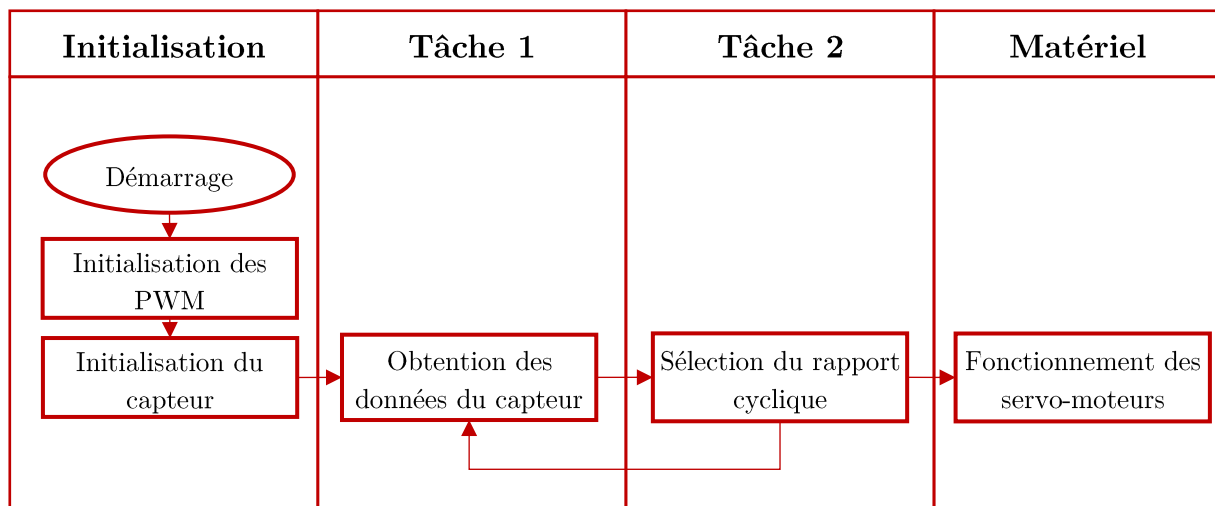 Initialisation
Tâche 1
Tâche 2
Matériel
Démarrage
Initialisation des
PWM
Initialisation du
capteur
Obtention des
données du capteur
Sélection du rapport
cyclique
Fonctionnement des
servo-moteurs